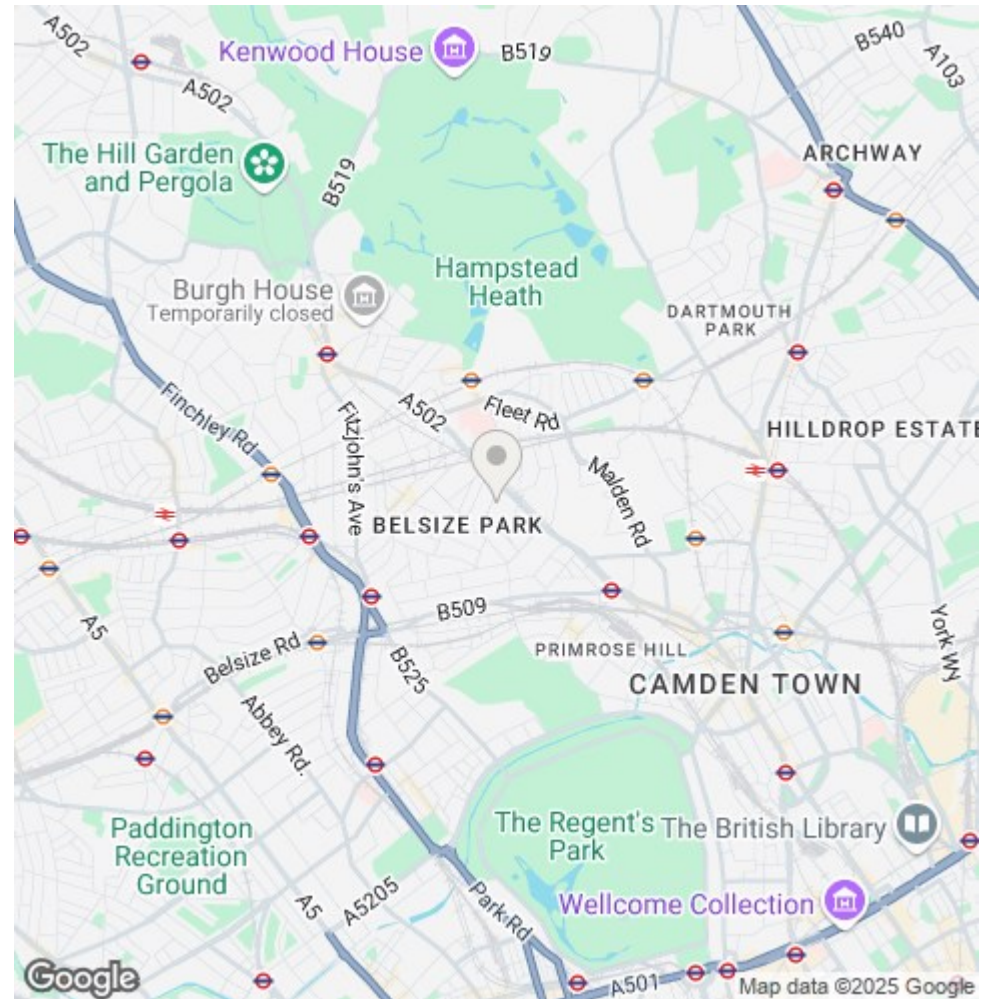 A502
Kenwood House
B519
B540
A103
A502
The Hill Garden
and Pergola
B519
ARCHWAY
Hampstead
Heath
Burgh House
Temporarily closed
DARTMOUTH
PARK
Finchley Rd
Fitzjohn's Ave
A502
Fleet Rd
HILLDROP ESTATE
Malden Rd
BELSIZE PARK
A5
B509
Belsize Rd
B525
PRIMROSE HILL
York Wy
CAMDEN TOWN
Abbey Rd.
Paddington
Recreation
Ground
The Regent's
Park
The British Library
A5
A5205
Park Rd
Wellcome Collection
A501
Google
Map data ©2025 Google